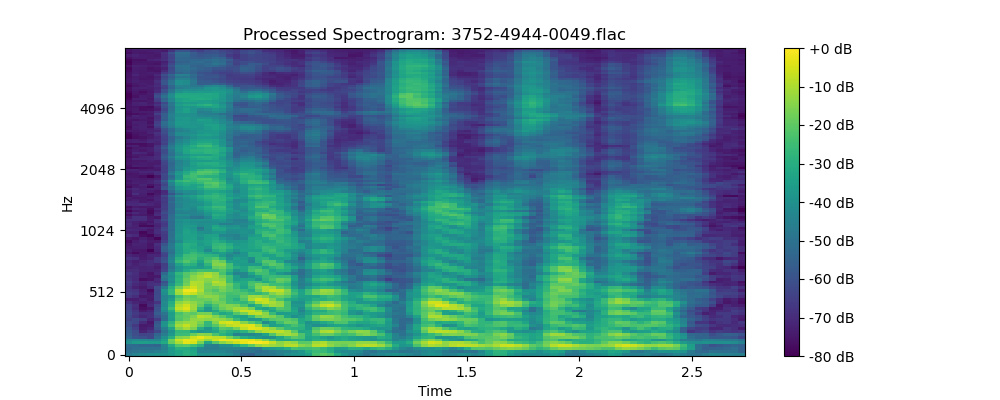 Processed Spectrogram: 3752-4944-0049.flac
Hz
4096
2048
1024
512
0
0
0.5
1
1.5
2
2.5
Time
+0 dB
-10 dB
-20 dB
-30 dB
-40 dB
-50 dB
-60 dB
-70 dB
-80 dB